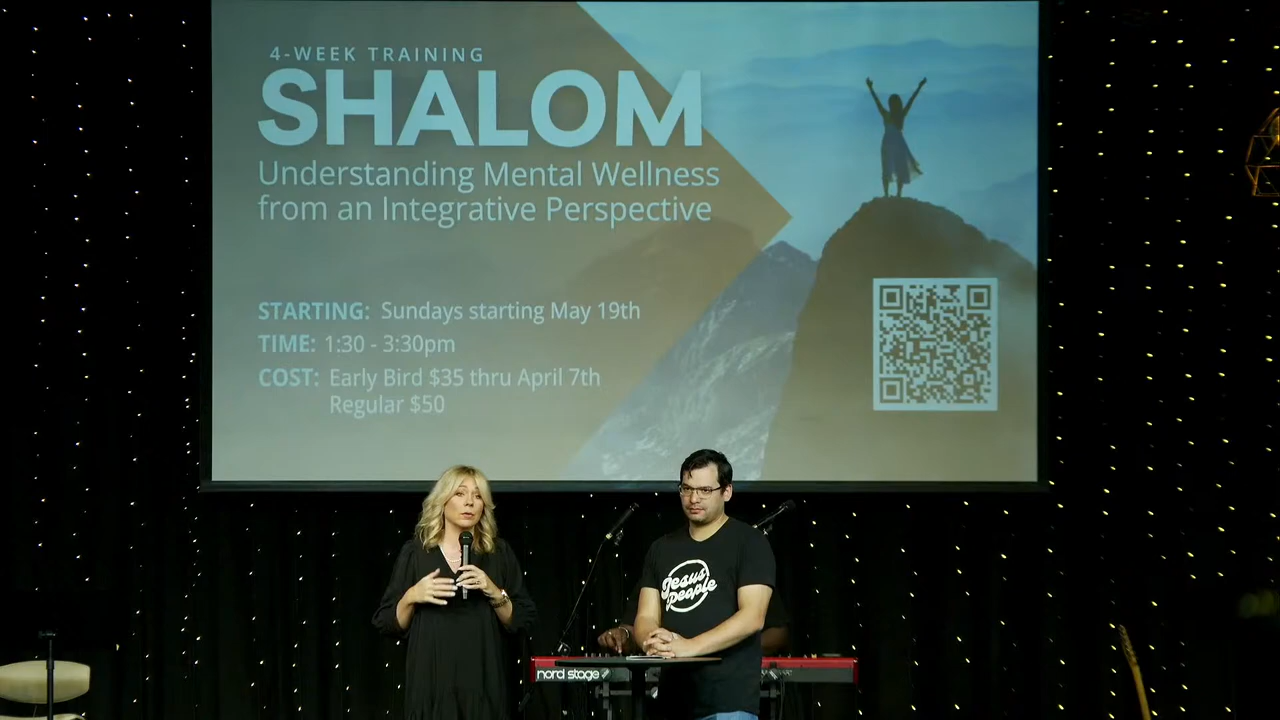 4-WEEK TRAINING
SHALOM
Understanding Mental Wellness
from an Integrative Perspective
STARTING: Sundays starting May 19th
TIME: 1:30 - 3:30pm
COST: Early Bird $35 thru April 7th
Regular $50
Jesus
People
nord stage